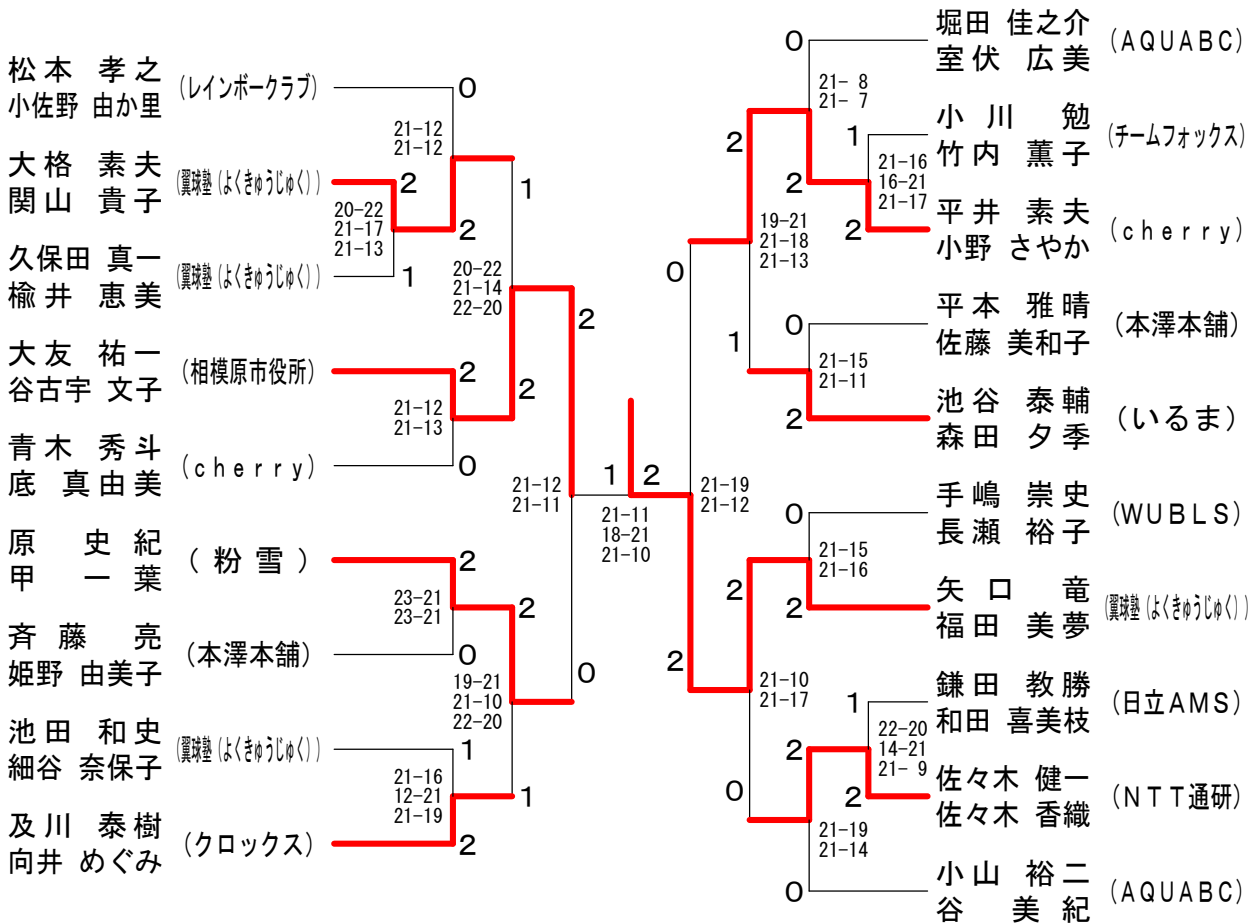 松本 孝之
小佐野 由か里
(レインボークラブ)
0
21-12
21-12
大格 素夫
関山 貴子
(翼球塾(よくきゅうじゅく))
2
20-22
21-17
21-13
2
1
久保田 真一
楡井 恵美
(翼球塾(よくきゅうじゅく))
1
20-22
21-14
22-20
2
大友 祐一
谷古宇 文子
(相模原市役所)
2
21-12
21-13
2
青木 秀斗
底 真由美
(cherry)
0
21-12
21-11
原 史紀
甲 一葉
(粉雪)
2
23-21
23-21
2
斉藤 亮
姫野 由美子
(本澤本舗)
0
19-21
21-10
22-20
0
池田 和史
細谷 奈保子
(翼球塾(よくきゅうじゅく))
1
21-16
12-21
21-19
1
及川 泰樹
向井 めぐみ
(クロックス)
2
1
2
21-11
18-21
21-10
堀田 佳之介
室伏 広美
(AQUABC)
0
21- 8
21- 7
2
小川 勉
竹内 薫子
(チームフォックス)
1
21-16
16-21
21-17
2
平井 素夫
小野 さやか
(cherry)
2
19-21
21-18
21-13
0
平本 雅晴
佐藤 美和子
(本澤本舗)
0
21-15
21-11
1
池谷 泰輔
森田 夕季
(いるま)
2
21-19
21-12
手嶋 崇史
長瀬 裕子
(WUBLS)
0
21-15
21-16
2
矢口 竜
福田 美夢
(翼球塾(よくきゅうじゅく))
2
2
21-10
21-17
鎌田 教勝
和田 喜美枝
(日立AMS)
1
22-20
14-21
21- 9
2
佐々木 健一
佐々木 香織
(NTT通研)
2
0
21-19
21-14
小山 裕二
谷 美紀
(AQUABC)
0